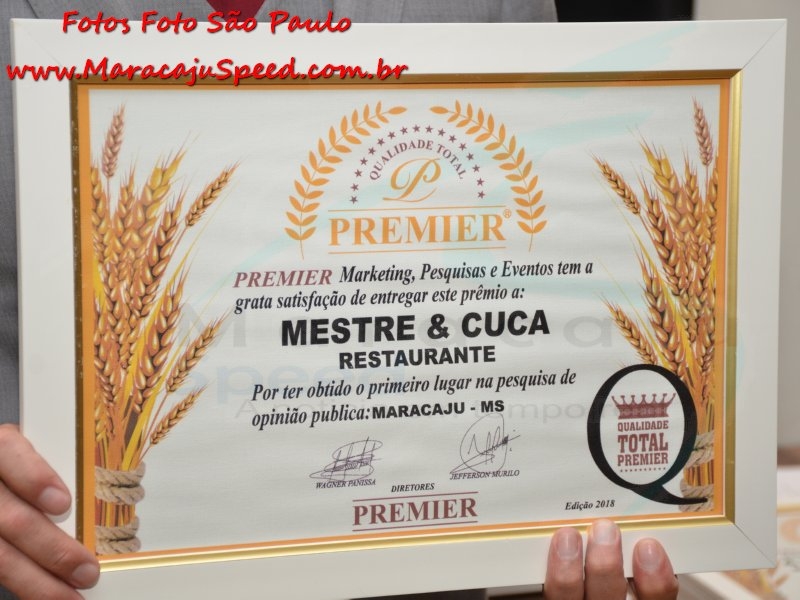 Fotos Foto São Paulo
www.MaracajuSpeed.com.br
QUALIDADE TOTAL
P
PREMIER®
PREMIER Marketing, Pesquisas e Eventos tem a
grata satisfação de entregar este prêmio a:
MESTRE & CUCA
RESTAURANTE
Por ter obtido o primeiro lugar na pesquisa de
opinião publica: MARACAJU - MS
QUALIDADE
TOTAL
PREMIER
WAGNER PANISSA
JEFFERSON MURILO
DIRETORES
PREMIER
Edição 2018